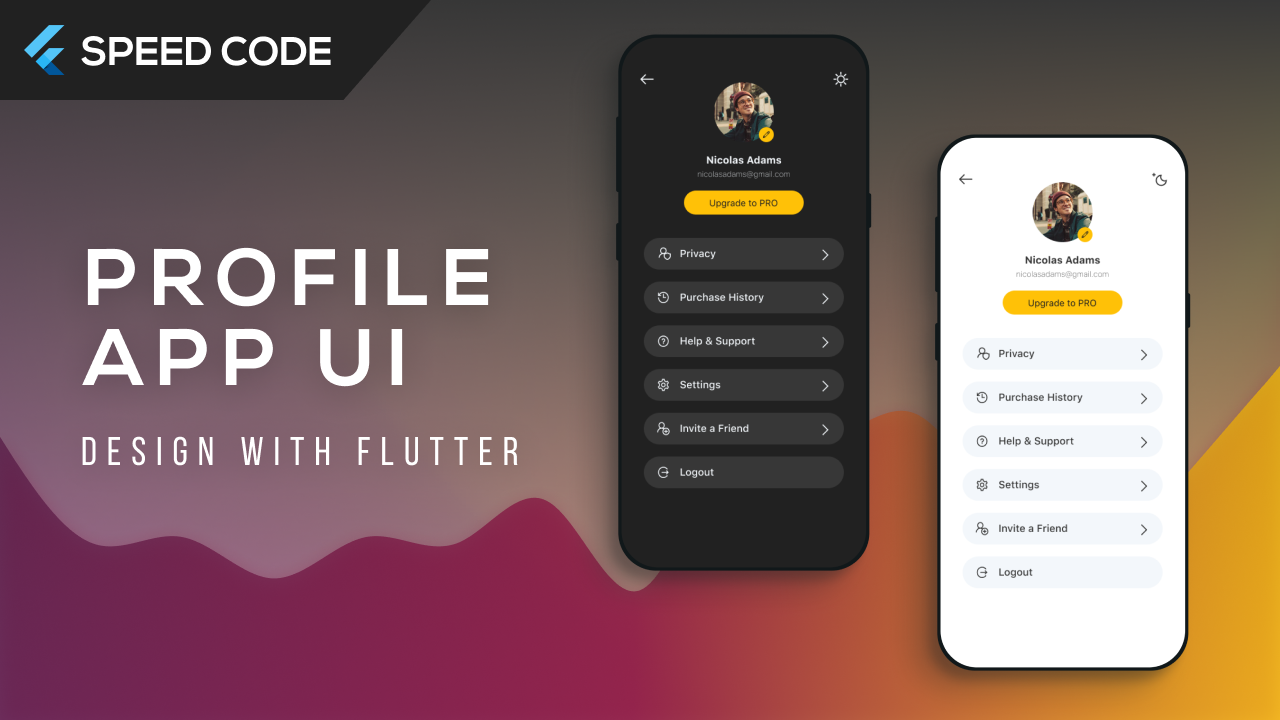 SPEED CODE
PROFILE
APP UI
DESIGN WITH FLUTTER
Nicolas Adams
nicolasadams@gmail.com
Upgrade to PRO
Privacy
Purchase History
Help & Support
Settings
Invite a Friend
Logout
Nicolas Adams
nicolasadams@gmail.com
Upgrade to PRO
Privacy
Purchase History
Help & Support
Settings
Invite a Friend
Logout